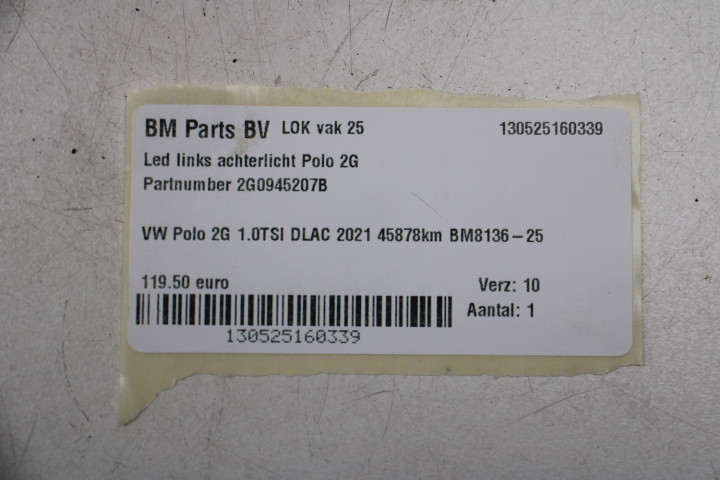 BM Parts BV LOK vak 25 130525160339
Led links achterlicht Polo 2G
Partnumber 2G0945207B
VW Polo 2G 1.0TSI DLAC 2021 45878km BM8136-25
119.50 euro Verz: 10
Aantal: 1
130525160339